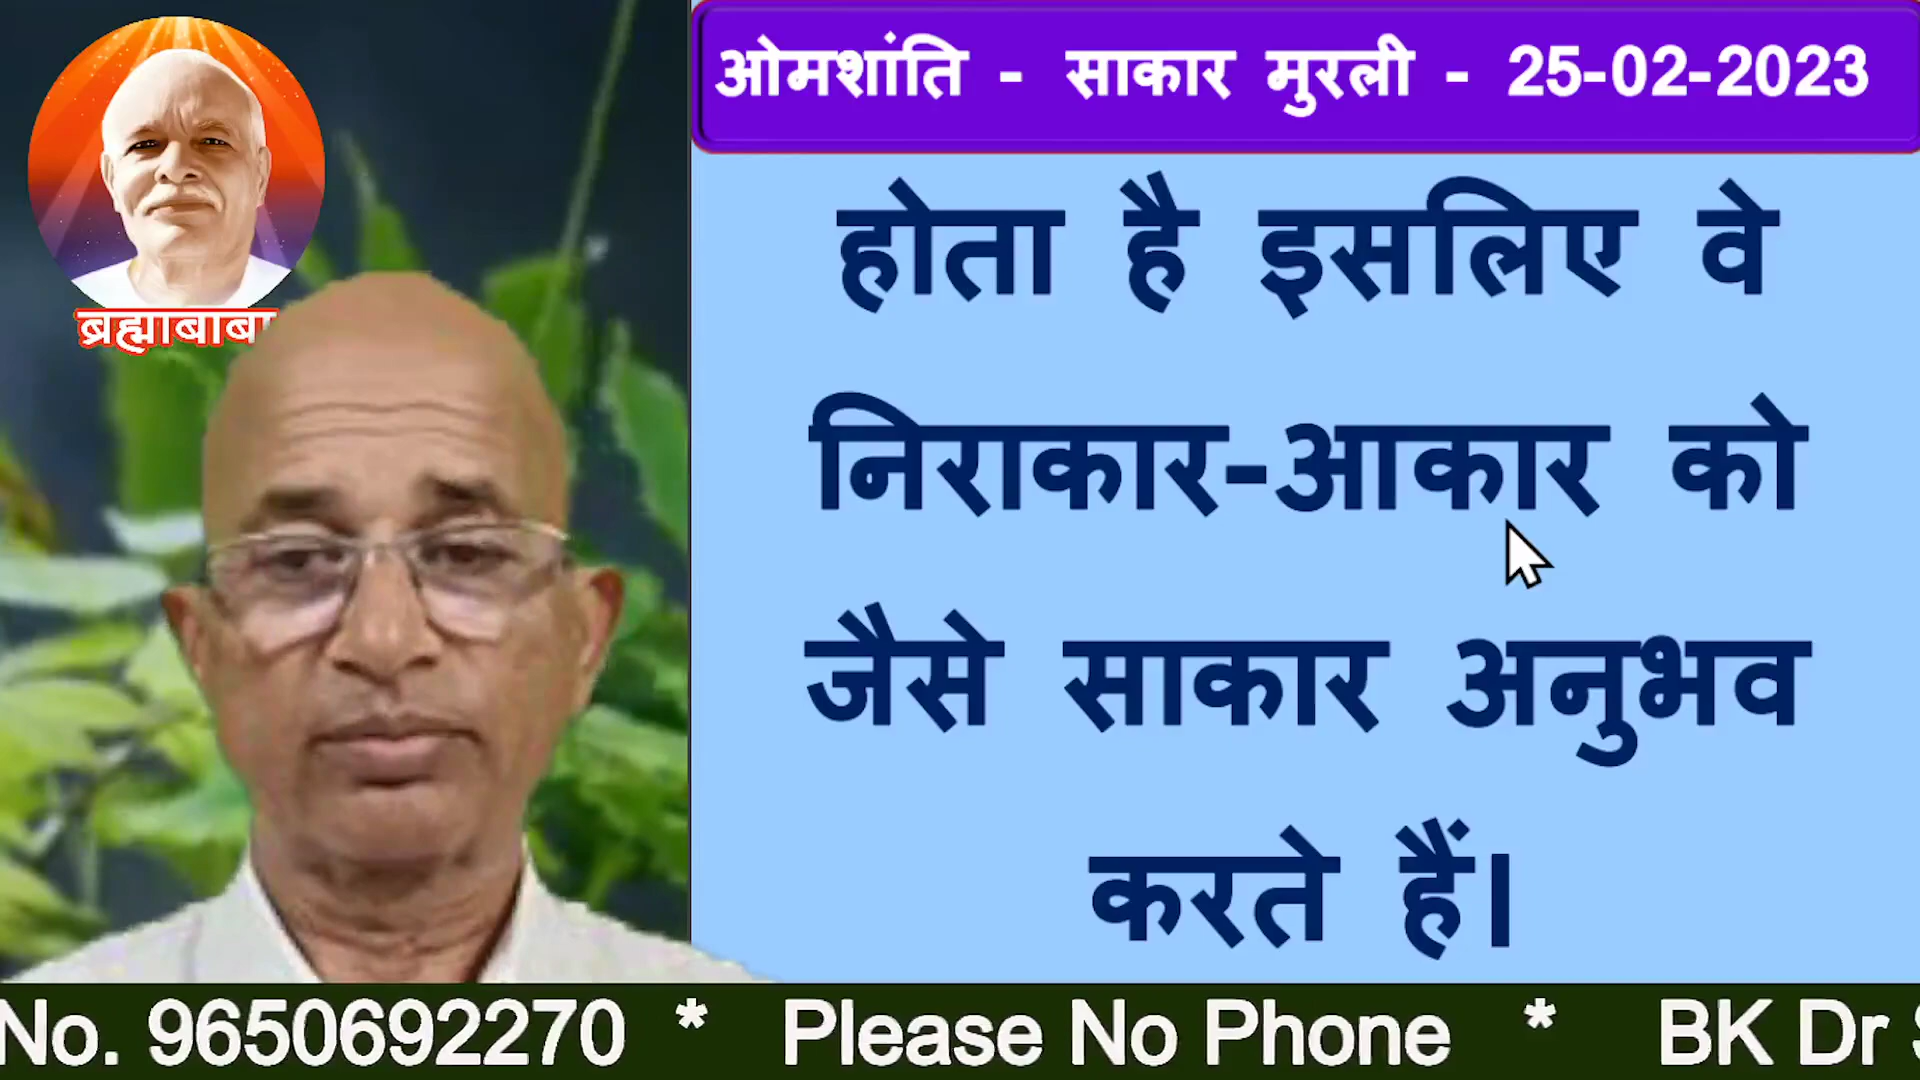 ओमशांति - साकार मुरली - 25-02-2023
ब्रह्माबाबा
होता है इसलिए वे
निराकार-आकार को
जैसे साकार अनुभव
करते हैं।
No. 9650692270 * Please No Phone * BK Dr